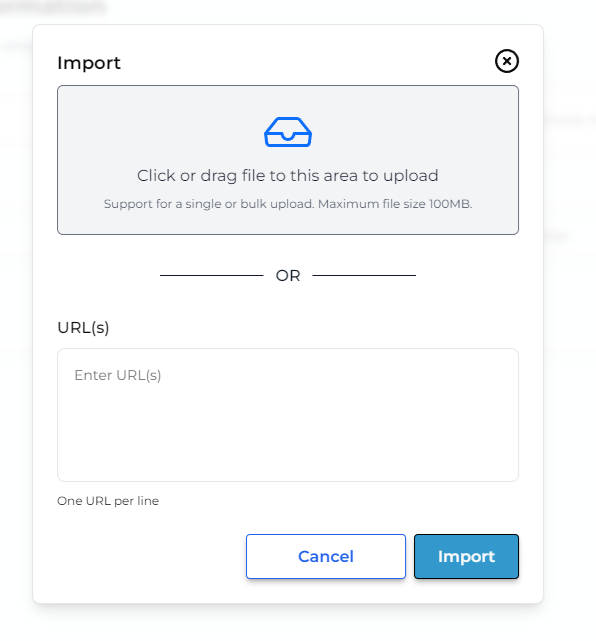 Import
Click or drag file to this area to upload
Support for a single or bulk upload. Maximum file size 100MB.
OR
URL(s)
Enter URL(s)
One URL per line
Cancel
Import